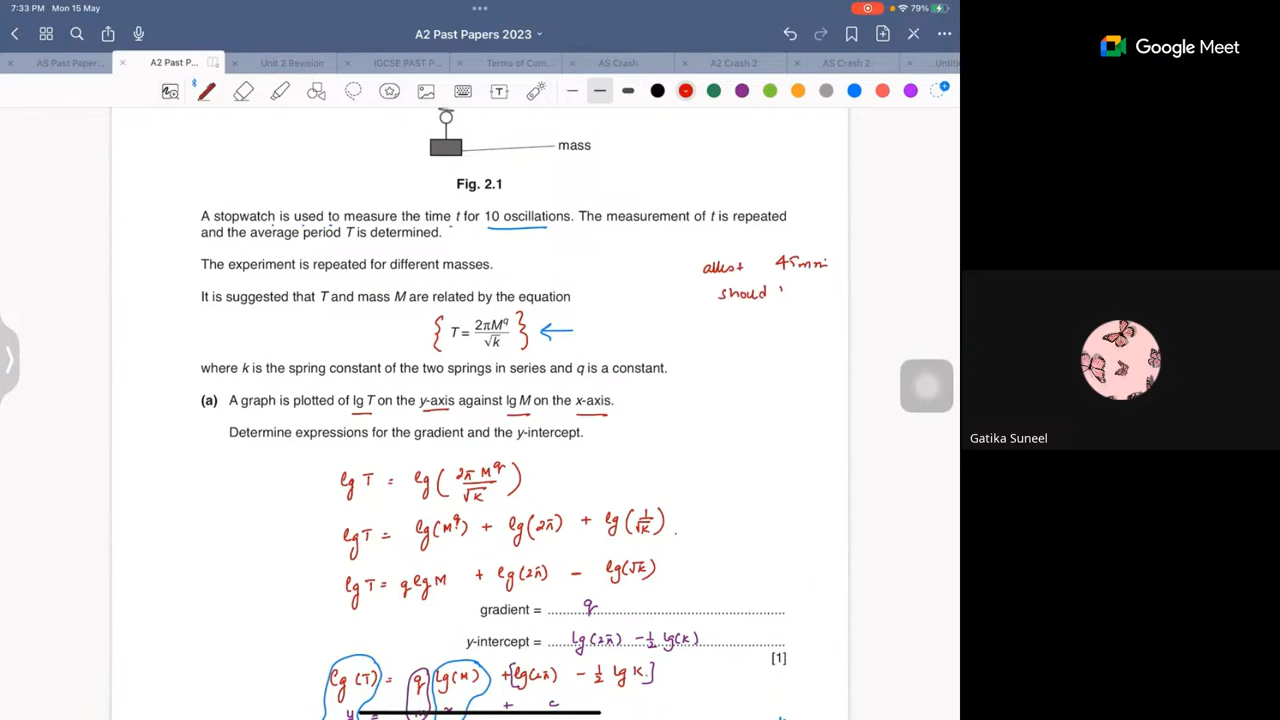 7:33 PM Mon 15 May
79%
A2 Past Papers 2023
AS Past Paper...
A2 Past P...
Unit 2 Revision
IGCSE PAST P...
Terms of Com...
AS Crash
A2 Crash 2
AS Crash 2
Untitl
Google Meet
mass
Fig. 2.1
A stopwatch is used to measure the time t for 10 oscillations. The measurement of t is repeated
and the average period T is determined.
The experiment is repeated for different masses.
45min
should
It is suggested that T and mass M are related by the equation
{ T = 2πM^q / √k } ←
where k is the spring constant of the two springs in series and q is a constant.
(a) A graph is plotted of lg T on the y-axis against lg M on the x-axis.
Determine expressions for the gradient and the y-intercept.
lg T = lg ( 2π M^q / √k )
lg T = lg(M^q) + lg(2π) + lg(1/√k) .
lg T = q lg M + lg(2π) − lg(√k)
gradient = q
y-intercept = lg(2π) − ½ lg(k)
[1]
lg (T) = q lg(M) + [lg(2π) − ½ lg K.]
y = m x + c
Gatika Suneel